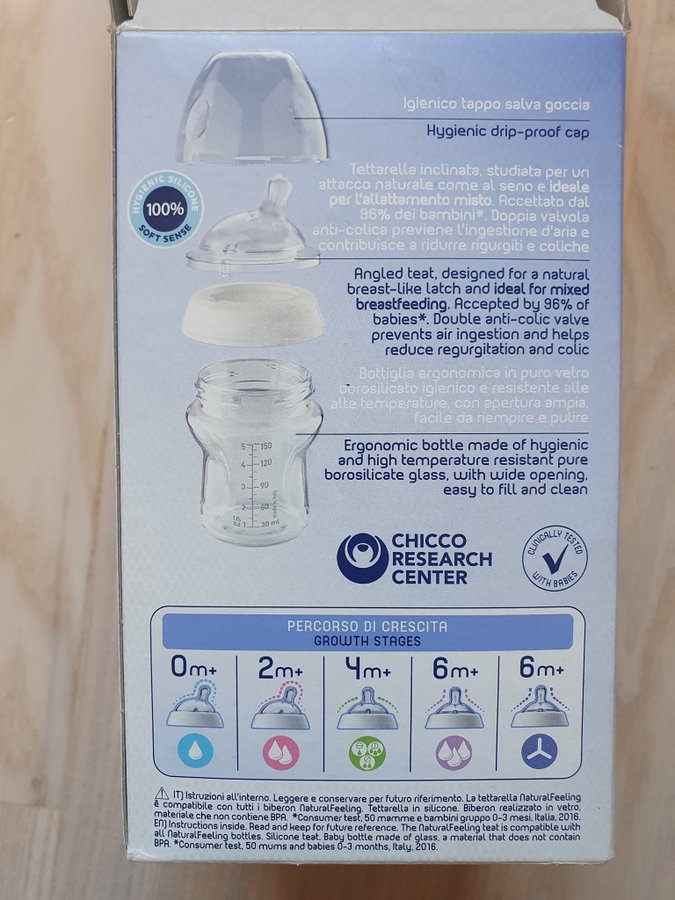 Igienico tappo salva goccia
Hygienic drip-proof cap
HYGIENIC SILICONE
100%
SOFT SENSE
Tettarella inclinata, studiata per un
attacco naturale come al seno e ideale
per l'allattamento misto. Accettato dal
96% dei bambini*. Doppia valvola
anti-colica previene l'ingestione d'aria e
contribuisce a ridurre rigurgiti e coliche
Angled teat, designed for a natural
breast-like latch and ideal for mixed
breastfeeding. Accepted by 96% of
babies*. Double anti-colic valve
prevents air ingestion and helps
reduce regurgitation and colic
Bottiglia ergonomica in puro vetro
borosilicato igienico e resistente alle
alte temperature, con apertura ampia,
facile da riempire e pulire
Ergonomic bottle made of hygienic
and high temperature resistant pure
borosilicate glass, with wide opening,
easy to fill and clean
5 150
4 120
3 90
2 60
US oz 1 30 ml
CHICCO
RESEARCH
CENTER
CLINICALLY TESTED
WITH BABIES
PERCORSO DI CRESCITA
GROWTH STAGES
0m+ 2m+ 4m+ 6m+ 6m+
IT) Istruzioni all'interno. Leggere e conservare per futuro riferimento. La tettarella NaturalFeeling
è compatibile con tutti i biberon NaturalFeeling. Tettarella in silicone. Biberon realizzato in vetro,
materiale che non contiene BPA. *Consumer test, 50 mamme e bambini gruppo 0-3 mesi, Italia, 2016.
EN) Instructions inside. Read and keep for future reference. The NaturalFeeling teat is compatible with
all NaturalFeeling bottles. Silicone teat. Baby bottle made of glass, a material that does not contain
BPA. *Consumer test, 50 mums and babies 0-3 months, Italy, 2016.